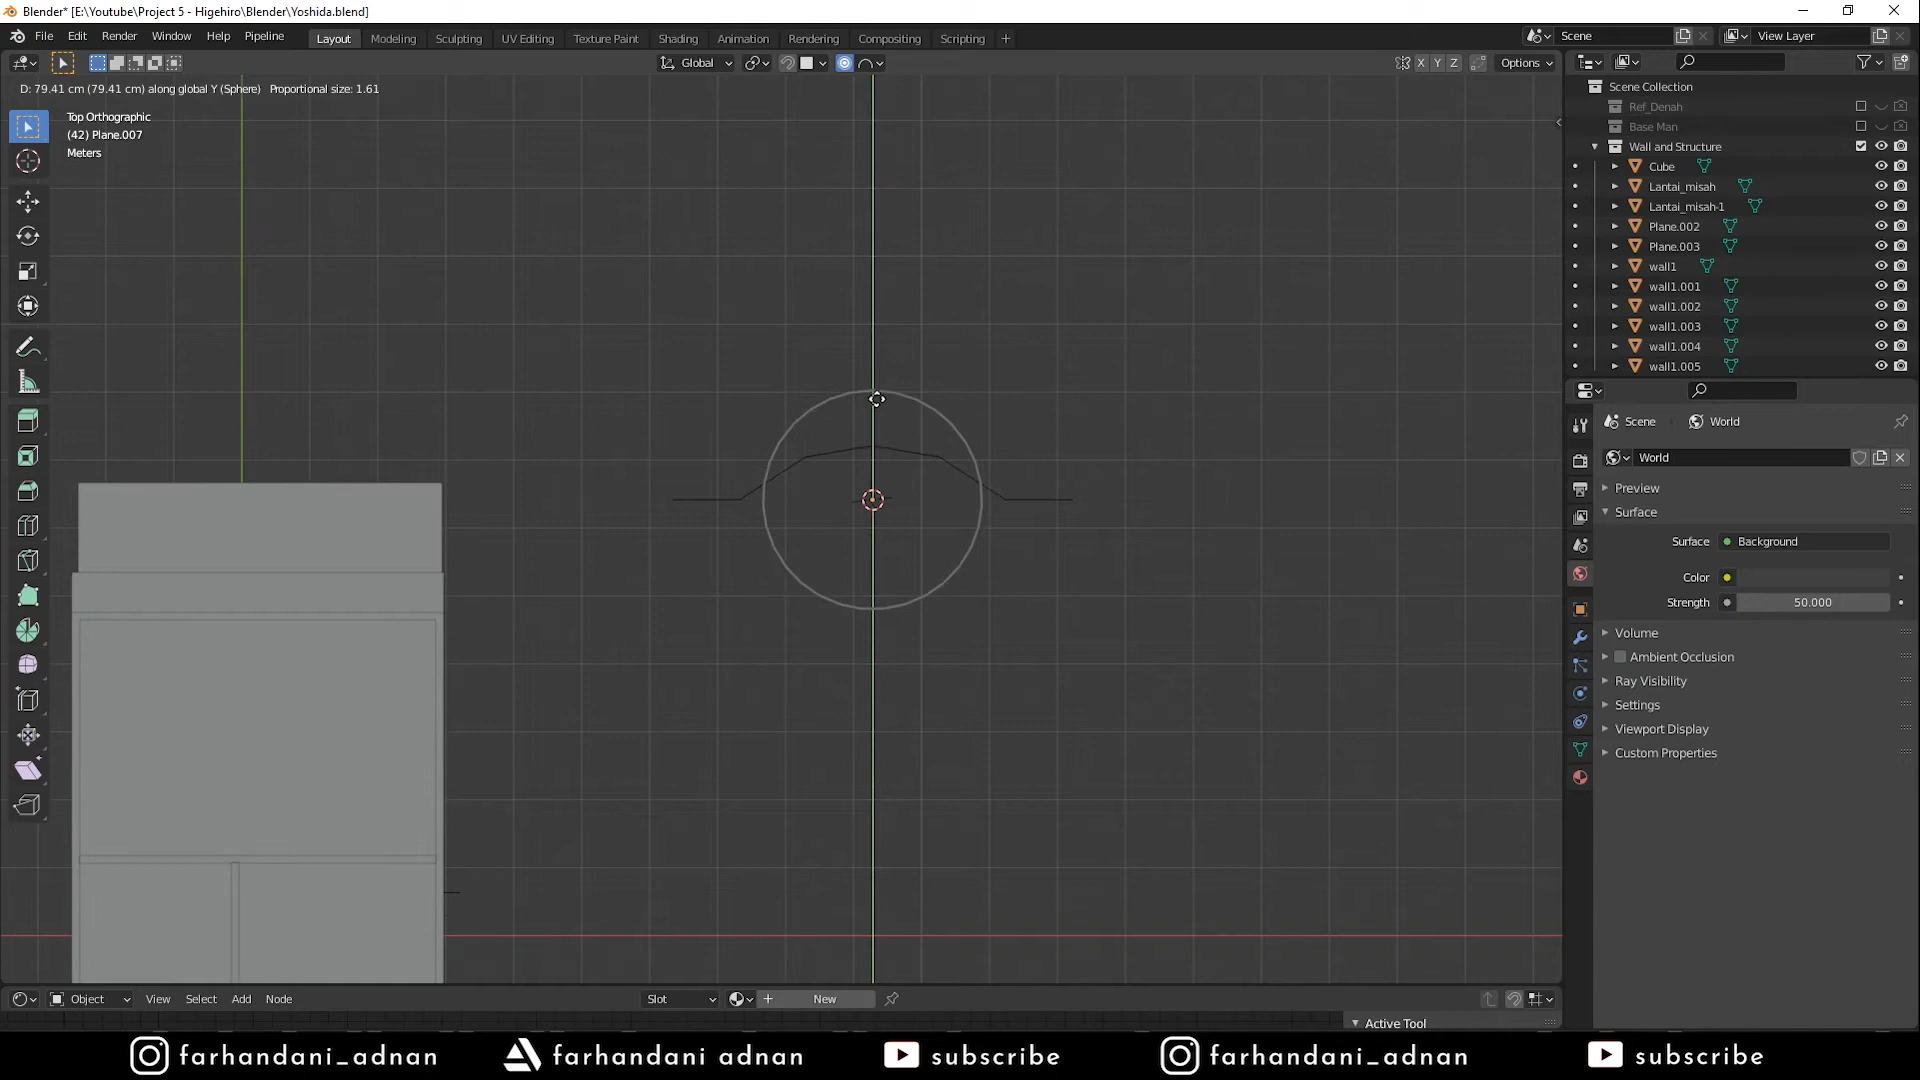 Blender* [E:\Youtube\Project 5 - Higehiro\Blender\Yoshida.blend]
File Edit Render Window Help Pipeline Layout Modeling Sculpting UV Editing Texture Paint Shading Animation Rendering Compositing Scripting + Scene View Layer
Global X Y Z Options
D: 79.41 cm (79.41 cm) along global Y (Sphere) Proportional size: 1.61
Top Orthographic
(42) Plane.007
Meters
Scene Collection
Ref_Denah
Base Man
Wall and Structure
Cube
Lantai_misah
Lantai_misah-1
Plane.002
Plane.003
wall1
wall1.001
wall1.002
wall1.003
wall1.004
wall1.005
Scene World
World
Preview
Surface
Surface Background
Color
Strength 50.000
Volume
Ambient Occlusion
Ray Visibility
Settings
Viewport Display
Custom Properties
Object View Select Add Node Slot New
Active Tool
farhandani_adnan farhandani adnan subscribe farhandani_adnan subscribe